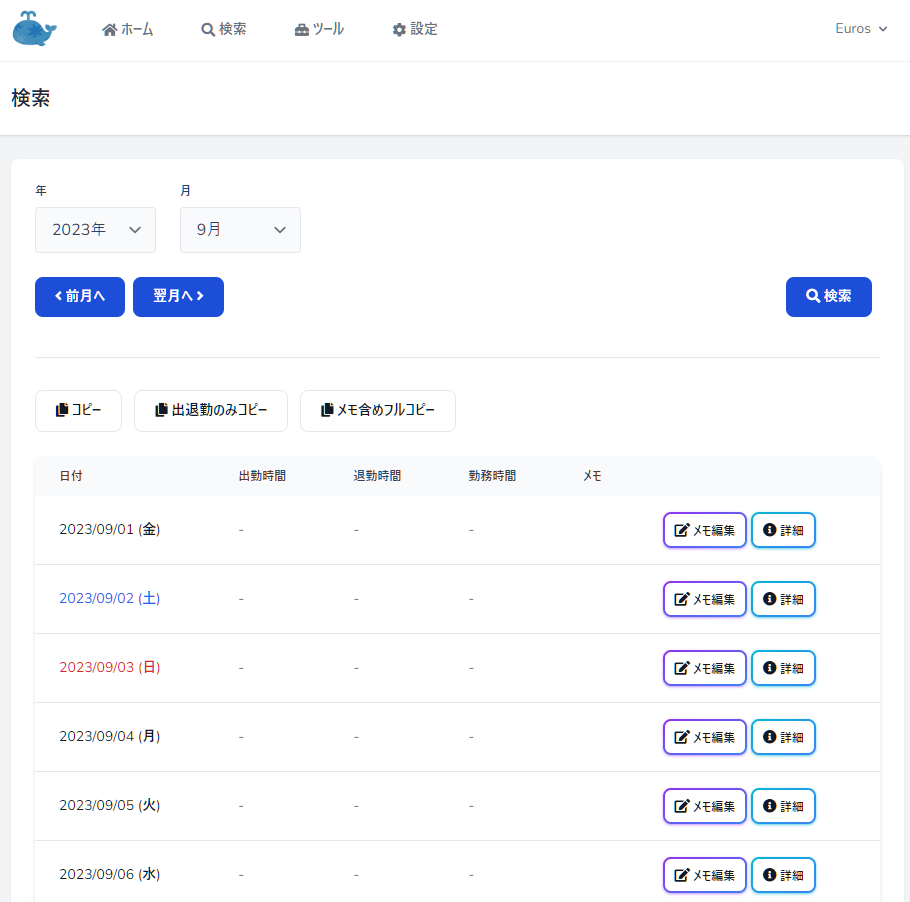 ホーム 検索 ツール 設定 Euros
検索
年 月
2023年 9月
前月へ 翌月へ 検索
コピー 出退勤のみコピー メモ含めフルコピー
日付 出勤時間 退勤時間 勤務時間 メモ
2023/09/01 (金) - - - メモ編集 詳細
2023/09/02 (土) - - - メモ編集 詳細
2023/09/03 (日) - - - メモ編集 詳細
2023/09/04 (月) - - - メモ編集 詳細
2023/09/05 (火) - - - メモ編集 詳細
2023/09/06 (水) - - - メモ編集 詳細